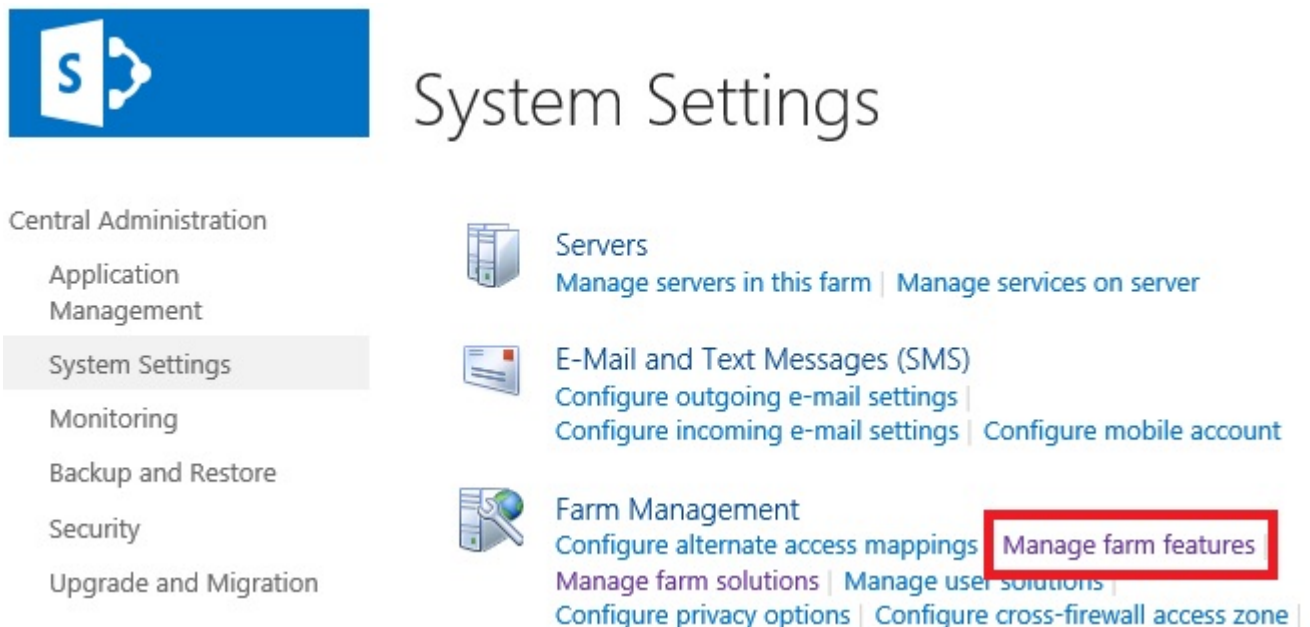 S
System Settings
Central Administration
Application
Management
System Settings
Monitoring
Backup and Restore
Security
Upgrade and Migration
Servers
Manage servers in this farm | Manage services on server
E-Mail and Text Messages (SMS)
Configure outgoing e-mail settings |
Configure incoming e-mail settings | Configure mobile account
Farm Management
Configure alternate access mappings | Manage farm features |
Manage farm solutions | Manage user solutions |
Configure privacy options | Configure cross-firewall access zone |